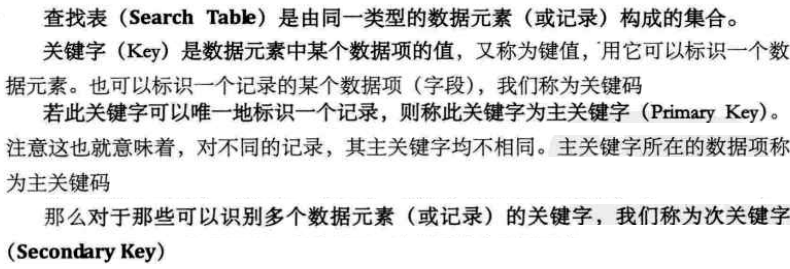 查找表（Search Table）是由同一类型的数据元素（或记录）构成的集合。
关键字（Key）是数据元素中某个数据项的值，又称为键值，用它可以标识一个数
据元素。也可以标识一个记录的某个数据项（字段），我们称为关键码
若此关键字可以唯一地标识一个记录，则称此关键字为主关键字（Primary Key）。
注意这也就意味着，对不同的记录，其主关键字均不相同。主关键字所在的数据项称
为主关键码
那么对于那些可以识别多个数据元素（或记录）的关键字，我们称为次关键字
（Secondary Key）